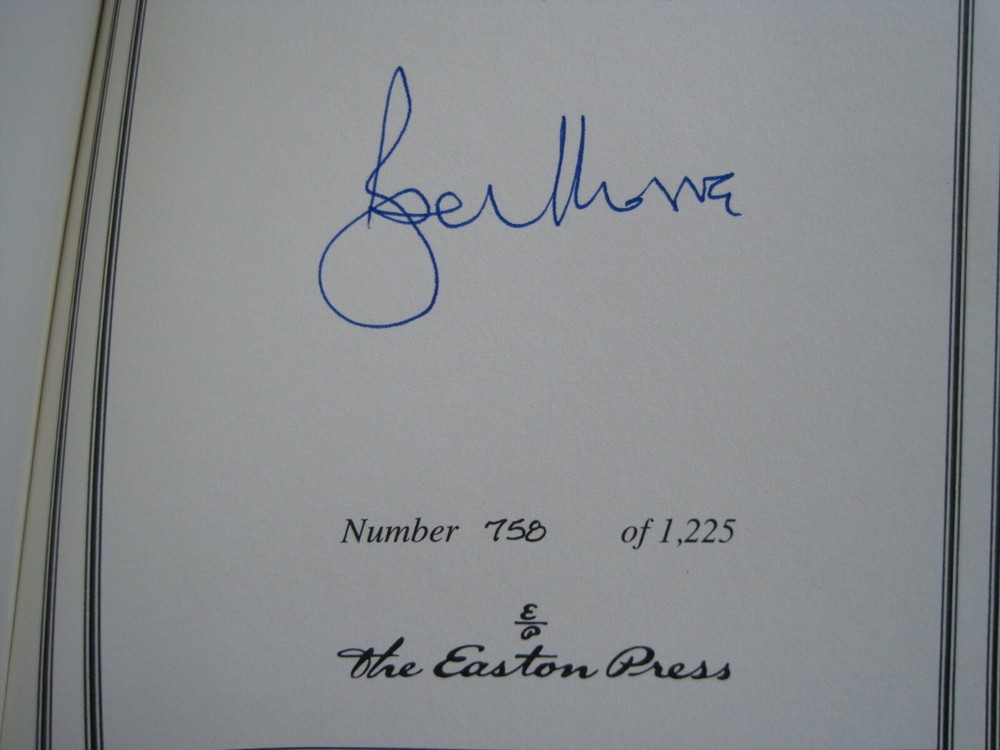 Number 758 of 1,225
E
P
The Easton Press